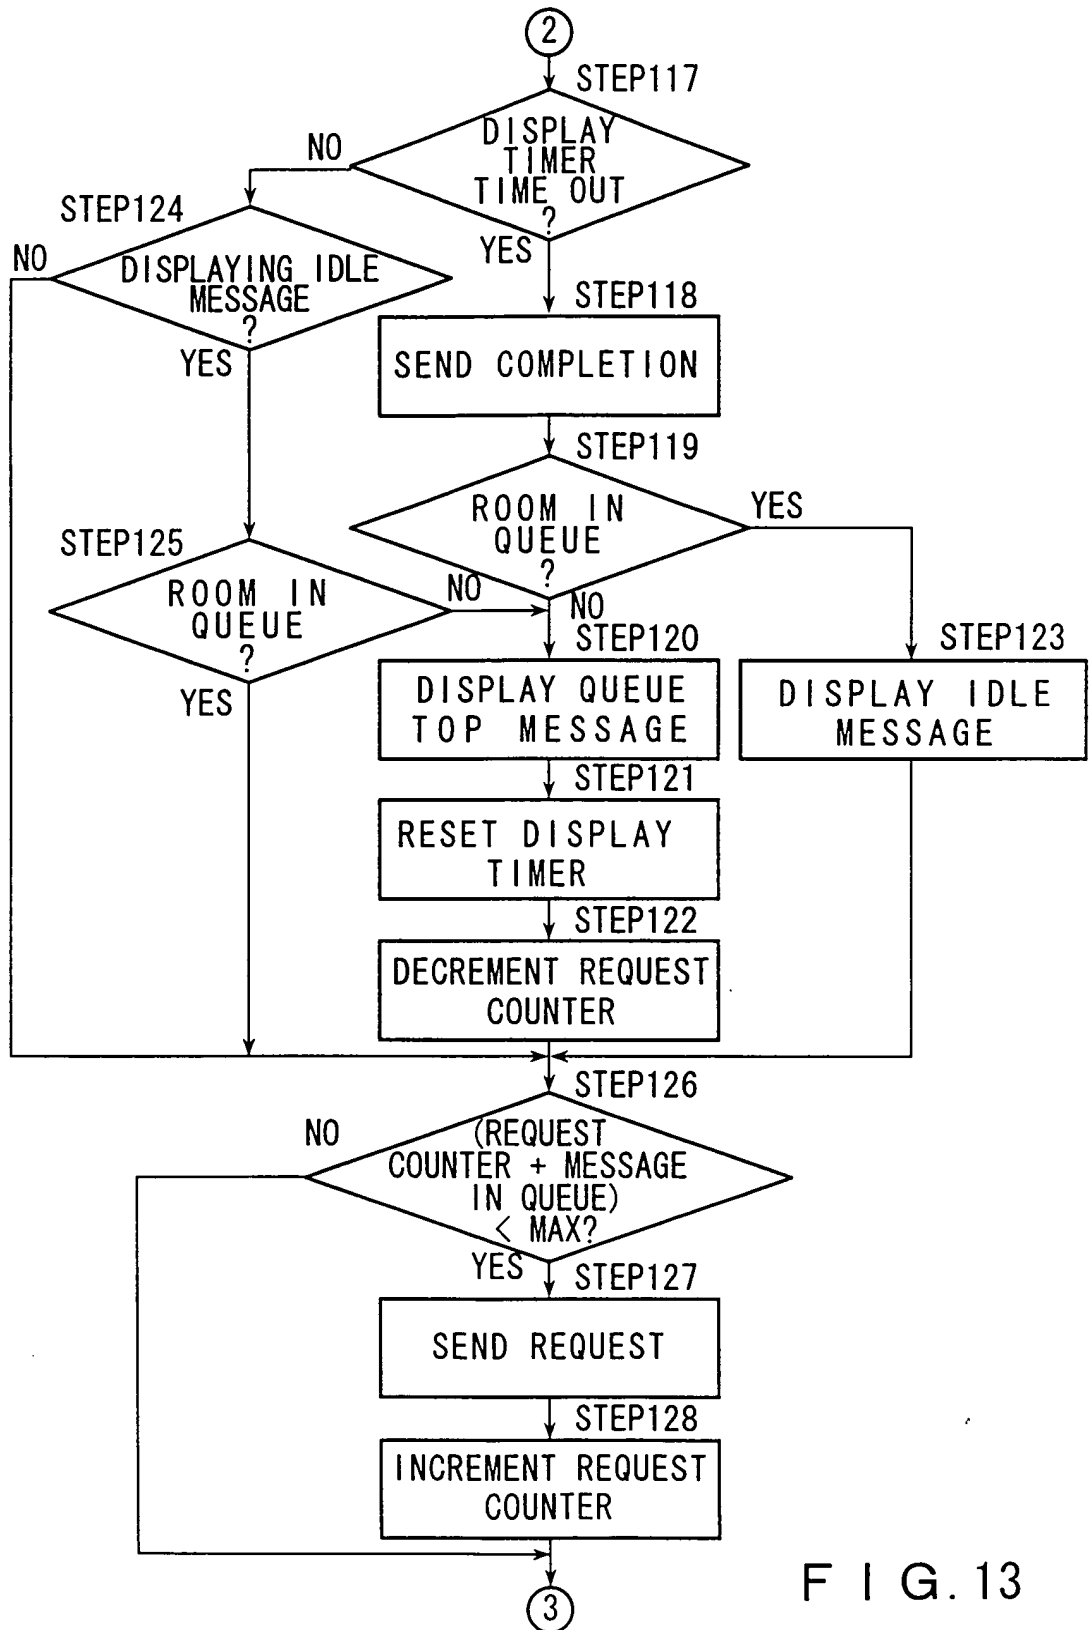 2
STEP117
DISPLAY
TIMER
TIME OUT
?
NO
YES
STEP124
NO
DISPLAYING IDLE
MESSAGE
?
YES
STEP118
SEND COMPLETION
STEP119
ROOM IN
QUEUE
?
YES
NO
STEP125
ROOM IN
QUEUE
?
NO
YES
STEP120
DISPLAY QUEUE
TOP MESSAGE
STEP123
DISPLAY IDLE
MESSAGE
STEP121
RESET DISPLAY
TIMER
STEP122
DECREMENT REQUEST
COUNTER
STEP126
NO
(REQUEST
COUNTER + MESSAGE
IN QUEUE)
< MAX?
YES
STEP127
SEND REQUEST
STEP128
INCREMENT REQUEST
COUNTER
3
FIG.13